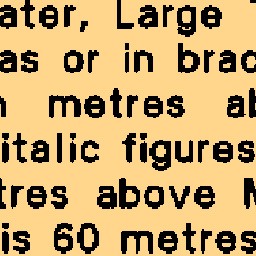 ater, Large
as or in brac
metres ab
italic figures
tres above M
is 60 metres